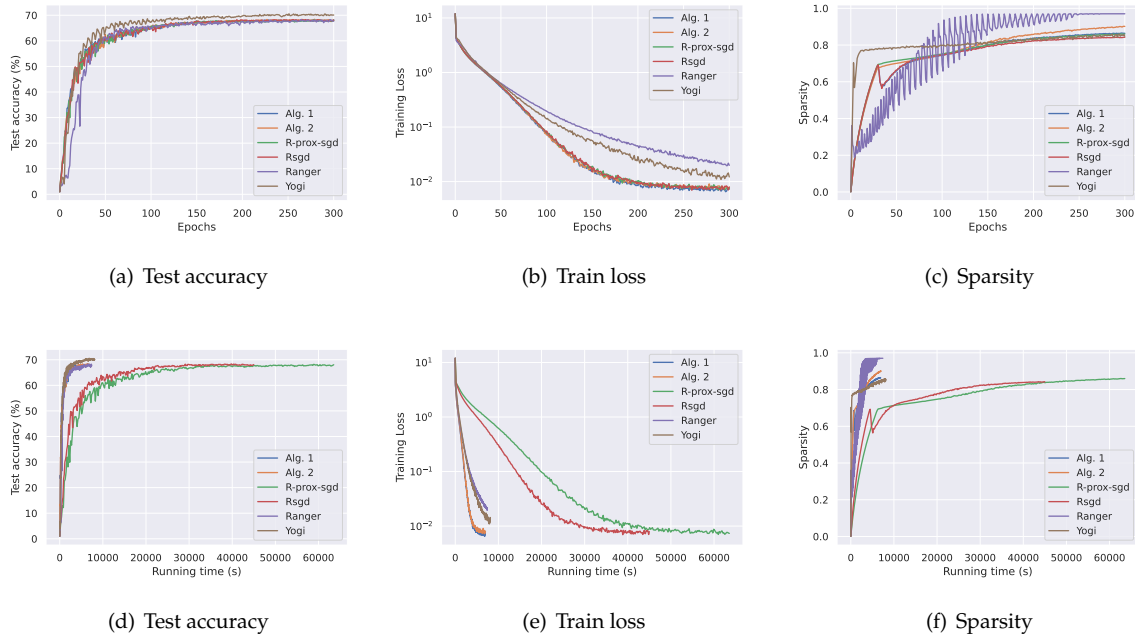 70
60
50
40
30
20
10
0
Test accuracy (%)
0 50 100 150 200 250 300
Epochs
Alg. 1
Alg. 2
R-prox-sgd
Rsgd
Ranger
Yogi
(a) Test accuracy
10¹
10⁰
10⁻¹
10⁻²
Training Loss
0 50 100 150 200 250 300
Epochs
Alg. 1
Alg. 2
R-prox-sgd
Rsgd
Ranger
Yogi
(b) Train loss
1.0
0.8
0.6
0.4
0.2
0.0
Sparsity
0 50 100 150 200 250 300
Epochs
Alg. 1
Alg. 2
R-prox-sgd
Rsgd
Ranger
Yogi
(c) Sparsity
70
60
50
40
30
20
10
0
Test accuracy (%)
0 10000 20000 30000 40000 50000 60000
Running time (s)
Alg. 1
Alg. 2
R-prox-sgd
Rsgd
Ranger
Yogi
(d) Test accuracy
10¹
10⁰
10⁻¹
10⁻²
Training Loss
0 10000 20000 30000 40000 50000 60000
Running time (s)
Alg. 1
Alg. 2
R-prox-sgd
Rsgd
Ranger
Yogi
(e) Train loss
1.0
0.8
0.6
0.4
0.2
0.0
Sparsity
0 10000 20000 30000 40000 50000 60000
Running time (s)
Alg. 1
Alg. 2
R-prox-sgd
Rsgd
Ranger
Yogi
(f) Sparsity